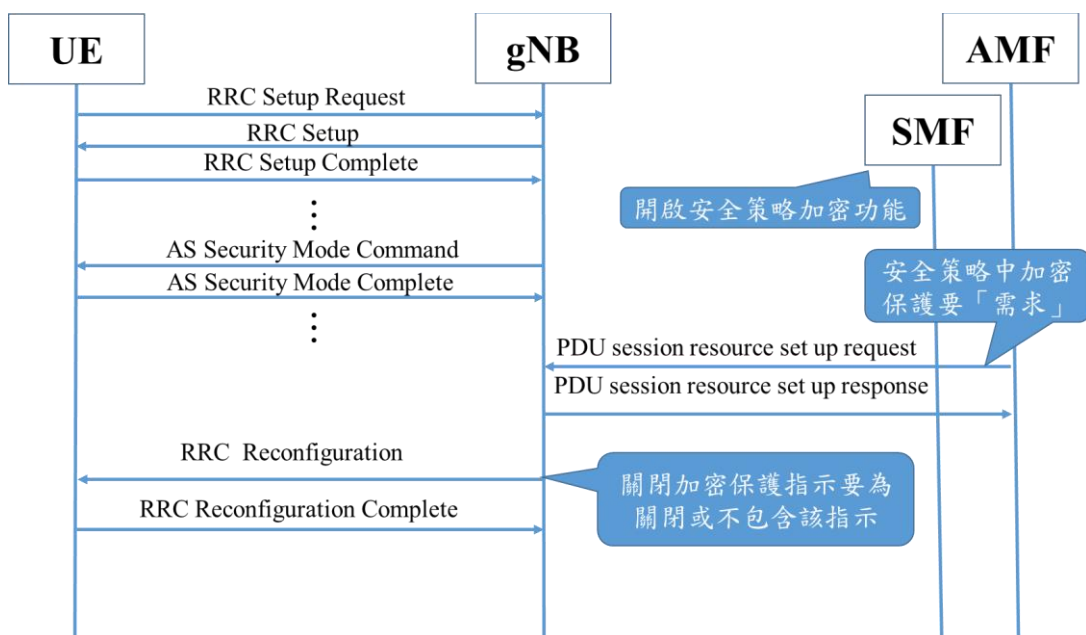 UE
gNB
AMF
SMF
RRC Setup Request
RRC Setup
RRC Setup Complete
開啟安全策略加密功能
AS Security Mode Command
AS Security Mode Complete
安全策略中加密
保護要「需求」
PDU session resource set up request
PDU session resource set up response
RRC Reconfiguration
關閉加密保護指示要為
關閉或不包含該指示
RRC Reconfiguration Complete